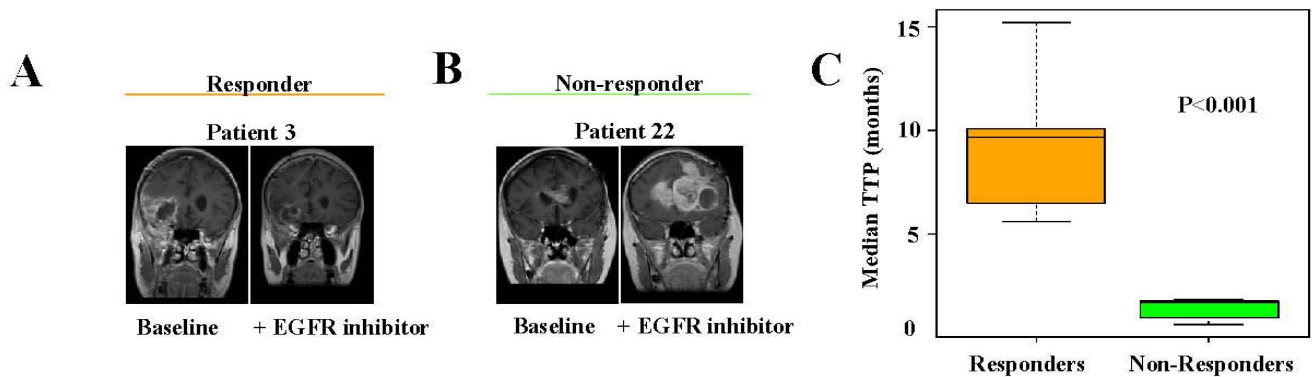 A
Responder
Patient 3
Baseline
+ EGFR inhibitor
B
Non-responder
Patient 22
Baseline
+ EGFR inhibitor
C
Median TTP (months)
15
10
5
0
P<0.001
Responders
Non-Responders